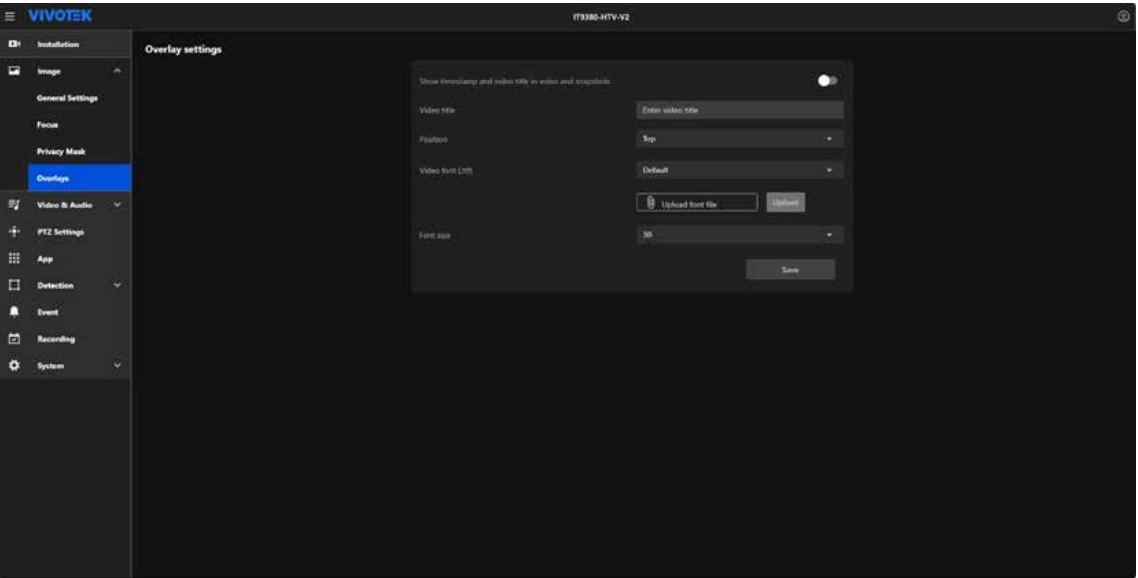 VIVOTEK
IT9380-HTV-V2
Installation
Image
General Settings
Focus
Privacy Mask
Overlays
Video & Audio
PTZ Settings
App
Detection
Event
Recording
System
Overlay settings
Show timestamp and video title in video and snapshots
Video title
Enter video title
Position
Top
Video font (.ttf)
Default
Upload font file
Upload
Font size
30
Save